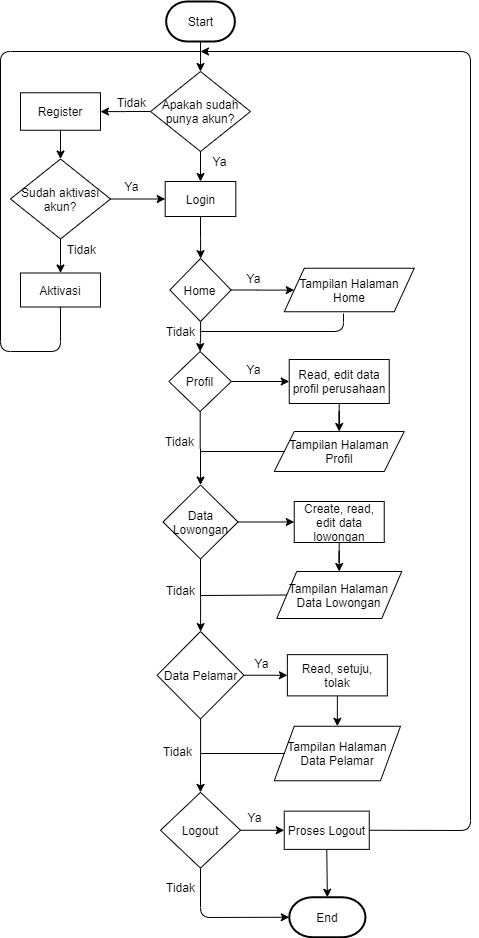 Start
Apakah sudah
punya akun?
Tidak
Register
Ya
Sudah aktivasi
akun?
Ya
Login
Tidak
Aktivasi
Home
Ya
Tampilan Halaman
Home
Tidak
Profil
Ya
Read, edit data
profil perusahaan
Tidak
Tampilan Halaman
Profil
Data
Lowongan
Create, read,
edit data
lowongan
Tidak
Tampilan Halaman
Data Lowongan
Data Pelamar
Ya
Read, setuju,
tolak
Tidak
Tampilan Halaman
Data Pelamar
Logout
Ya
Proses Logout
Tidak
End